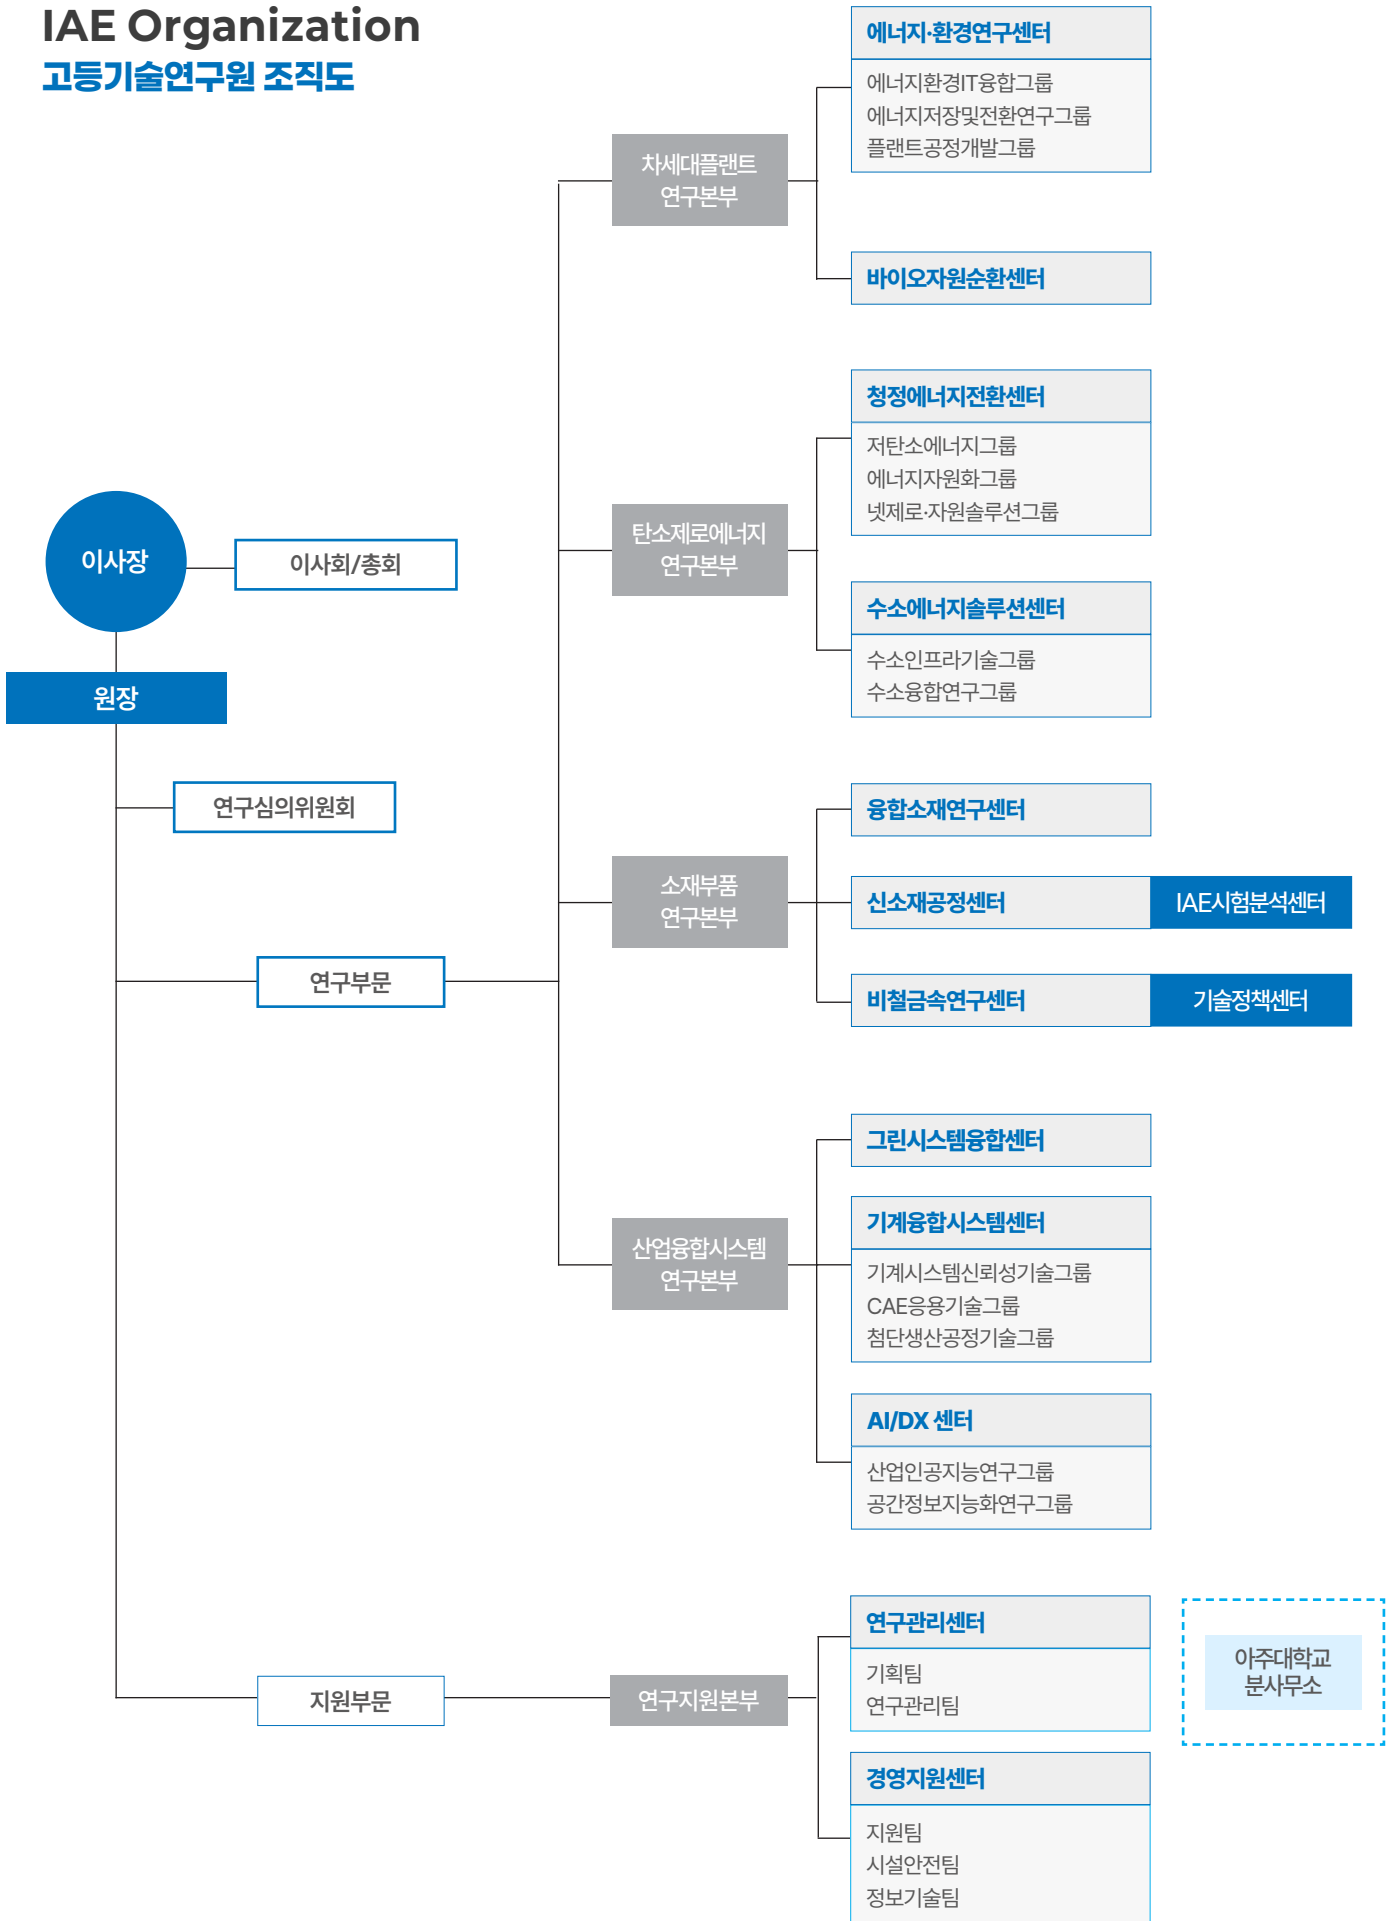 IAE Organization
고등기술연구원 조직도
이사장
이사회/총회
원장
연구심의위원회
연구부문
차세대플랜트
연구본부
에너지·환경연구센터
에너지환경IT융합그룹
에너지저장및전환연구그룹
플랜트공정개발그룹
바이오자원순환센터
탄소제로에너지
연구본부
청정에너지전환센터
저탄소에너지그룹
에너지자원화그룹
넷제로·자원솔루션그룹
수소에너지솔루션센터
수소인프라기술그룹
수소융합연구그룹
소재부품
연구본부
융합소재연구센터
신소재공정센터
IAE시험분석센터
비철금속연구센터
기술정책센터
산업융합시스템
연구본부
그린시스템융합센터
기계융합시스템센터
기계시스템신뢰성기술그룹
CAE응용기술그룹
첨단생산공정기술그룹
AI/DX 센터
산업인공지능연구그룹
공간정보지능화연구그룹
지원부문
연구지원본부
연구관리센터
기획팀
연구관리팀
경영지원센터
지원팀
시설안전팀
정보기술팀
아주대학교
분사무소